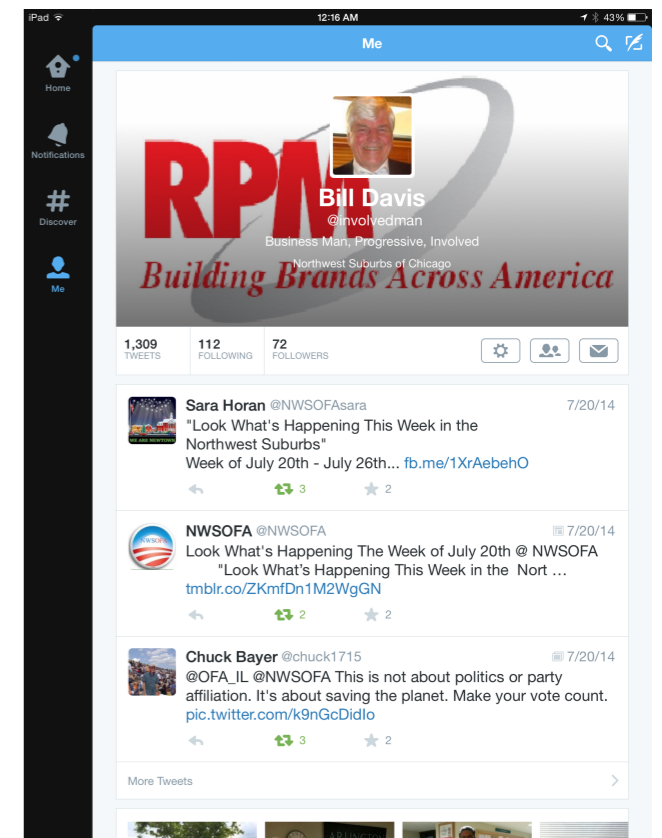 iPad 12:16 AM 43%
Me
Home
Notifications
Discover
Me
RPM
Bill Davis
@involvedman
Business Man, Progressive, Involved
Northwest Suburbs of Chicago
Building Brands Across America
1,309 112 72
TWEETS FOLLOWING FOLLOWERS
Sara Horan @NWSOFAsara 7/20/14
"Look What's Happening This Week in the
Northwest Suburbs"
Week of July 20th - July 26th... fb.me/1XrAebehO
3 2
WE ARE NEWTOWN
NWSOFA @NWSOFA 7/20/14
NWSOFA
Look What's Happening The Week of July 20th @ NWSOFA
"Look What's Happening This Week in the Nort ...
tmblr.co/ZKmfDn1M2WgGN
2 2
Chuck Bayer @chuck1715 7/20/14
@OFA_IL @NWSOFA This is not about politics or party
affiliation. It's about saving the planet. Make your vote count.
pic.twitter.com/k9nGcDidIo
3 2
More Tweets
ARLINGTON